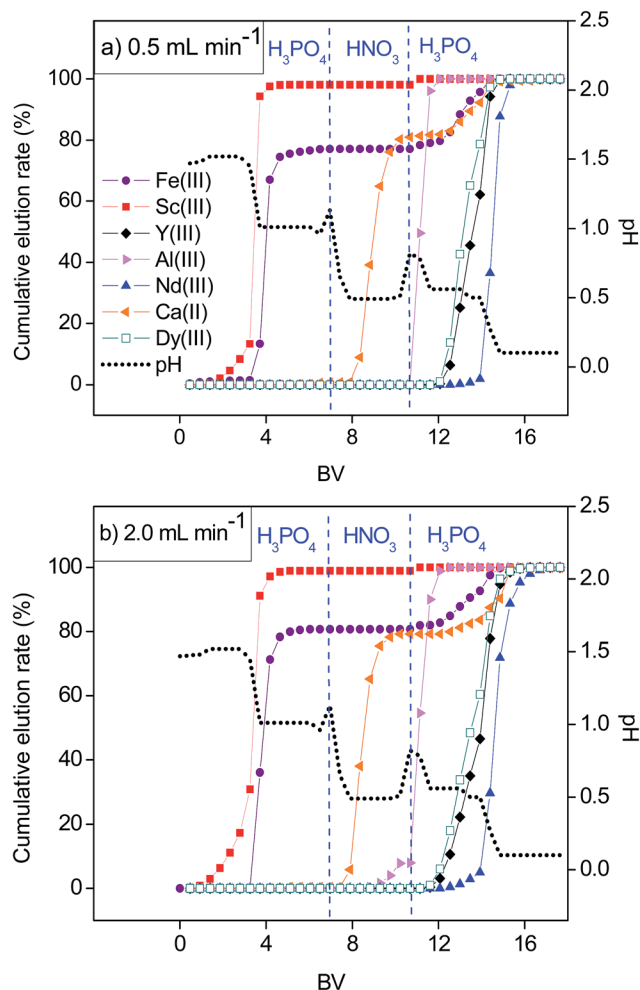 a) 0.5 mL min⁻¹
H₃PO₄ HNO₃ H₃PO₄
Cumulative elution rate (%)
100
80
60
40
20
0
Fe(III)
Sc(III)
Y(III)
Al(III)
Nd(III)
Ca(II)
Dy(III)
pH
2.5
2.0
1.5
1.0
0.5
0.0
pH
0 4 8 12 16
BV
b) 2.0 mL min⁻¹
H₃PO₄ HNO₃ H₃PO₄
Cumulative elution rate (%)
100
80
60
40
20
0
2.5
2.0
1.5
1.0
0.5
0.0
pH
0 4 8 12 16
BV